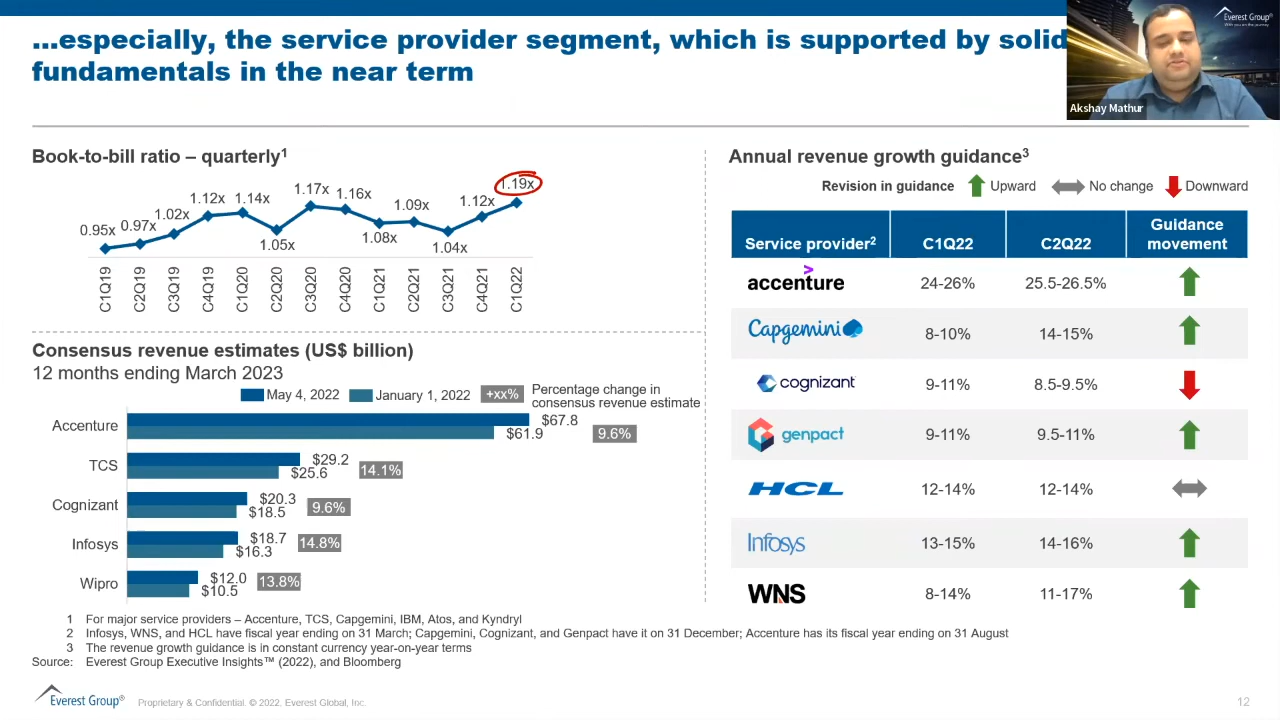 ...especially, the service provider segment, which is supported by solid
fundamentals in the near term
Everest Group®
Akshay Mathur
Book-to-bill ratio – quarterly1
0.95x 0.97x 1.02x 1.12x 1.14x 1.05x 1.17x 1.16x 1.08x 1.09x 1.04x 1.12x 1.19x
C1Q19 C2Q19 C3Q19 C4Q19 C1Q20 C2Q20 C3Q20 C4Q20 C1Q21 C2Q21 C3Q21 C4Q21 C1Q22
Consensus revenue estimates (US$ billion)
12 months ending March 2023
May 4, 2022 January 1, 2022 +xx% Percentage change in
consensus revenue estimate
Accenture $67.8 $61.9 9.6%
TCS $29.2 $25.6 14.1%
Cognizant $20.3 $18.5 9.6%
Infosys $18.7 $16.3 14.8%
Wipro $12.0 $10.5 13.8%
Annual revenue growth guidance3
Revision in guidance Upward No change Downward
Service provider2 C1Q22 C2Q22 Guidance movement
accenture 24-26% 25.5-26.5%
Capgemini 8-10% 14-15%
cognizant 9-11% 8.5-9.5%
genpact 9-11% 9.5-11%
HCL 12-14% 12-14%
Infosys 13-15% 14-16%
WNS 8-14% 11-17%
1 For major service providers – Accenture, TCS, Capgemini, IBM, Atos, and Kyndryl
2 Infosys, WNS, and HCL have fiscal year ending on 31 March; Capgemini, Cognizant, and Genpact have it on 31 December; Accenture has its fiscal year ending on 31 August
3 The revenue growth guidance is in constant currency year-on-year terms
Source: Everest Group Executive Insights™ (2022), and Bloomberg
Everest Group® Proprietary & Confidential. © 2022, Everest Global, Inc. 12